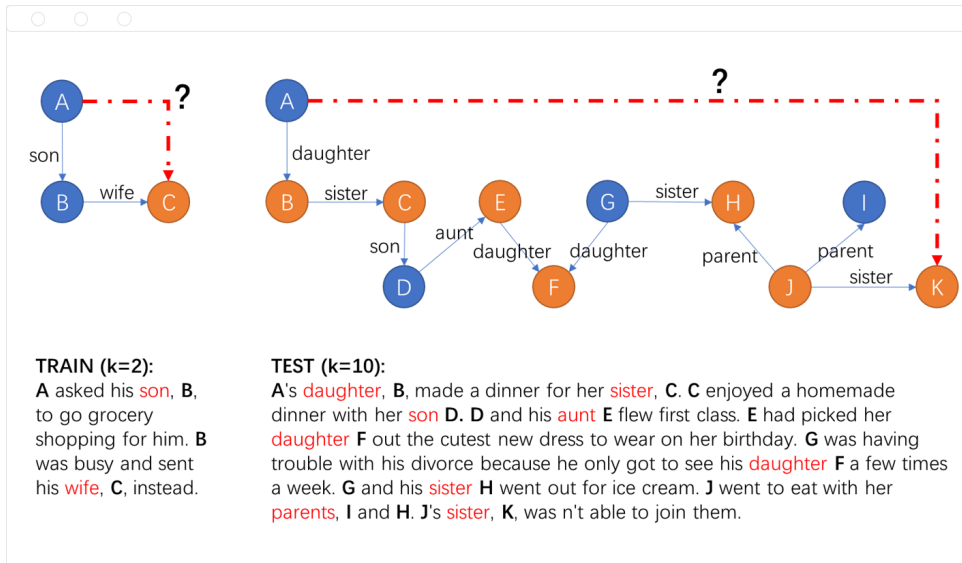 ?
?
A
A
son
daughter
B
wife
C
B
sister
C
E
G
sister
H
I
son
aunt
daughter
daughter
parent
parent
sister
D
F
J
K
TRAIN (k=2):
A asked his son, B,
to go grocery
shopping for him. B
was busy and sent
his wife, C, instead.
TEST (k=10):
A's daughter, B, made a dinner for her sister, C. C enjoyed a homemade
dinner with her son D. D and his aunt E flew first class. E had picked her
daughter F out the cutest new dress to wear on her birthday. G was having
trouble with his divorce because he only got to see his daughter F a few times
a week. G and his sister H went out for ice cream. J went to eat with her
parents, I and H. J's sister, K, was n't able to join them.